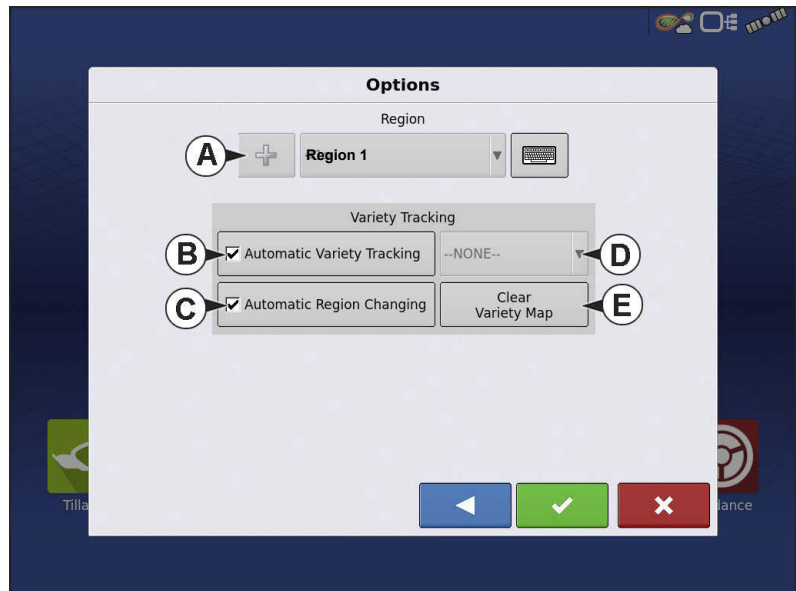 Options
Region
A
Region 1
Variety Tracking
B
Automatic Variety Tracking
--NONE--
D
C
Automatic Region Changing
Clear
Variety Map
E
Tilla
dance